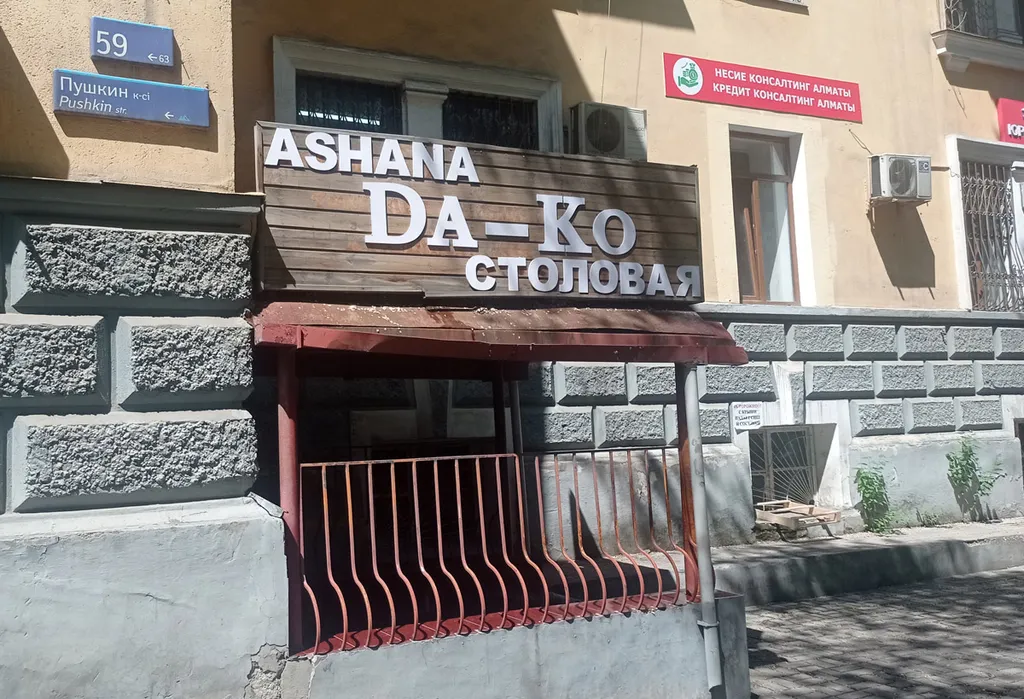 59
←63
Пушкин к-сі
Pushkin str.
←
ASHANA
DA-KO
СТОЛОВАЯ
НЕСИЕ КОНСАЛТИНГ АЛМАТЫ
КРЕДИТ КОНСАЛТИНГ АЛМАТЫ